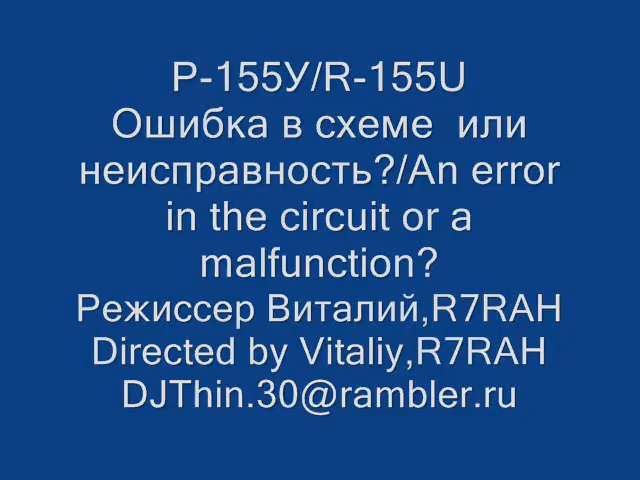 Р-155У/R-155U
Ошибка в схеме  или
неисправность?/An error
in the circuit or a
malfunction?
Режиссер Виталий,R7RAH
Directed by Vitaliy,R7RAH
DJThin.30@rambler.ru